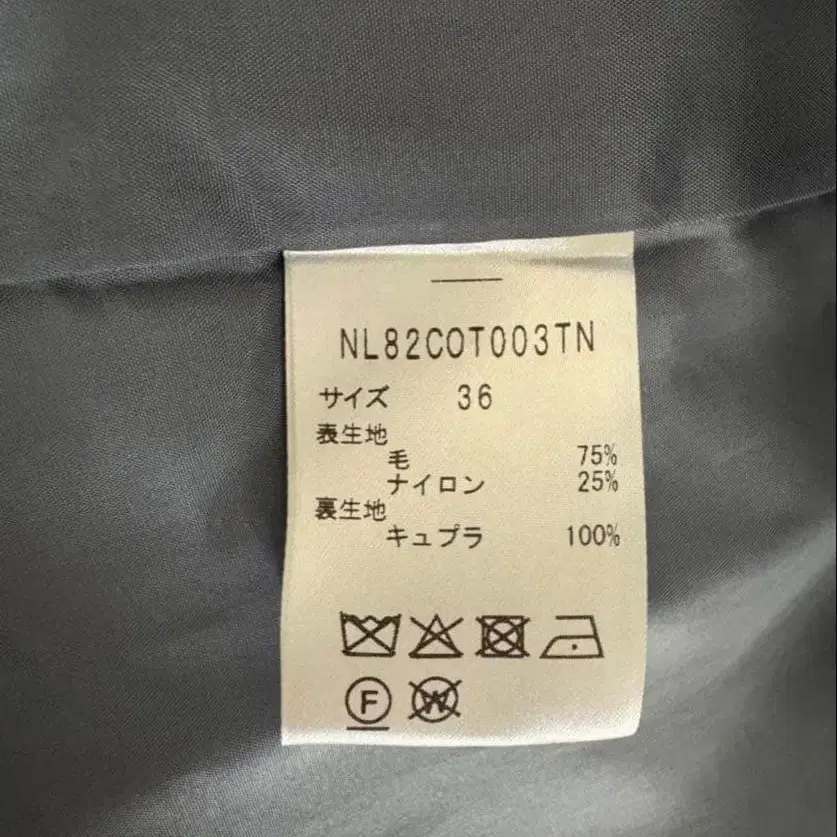 NL82COT003TN
サイズ 36
表生地
毛 75%
ナイロン 25%
裏生地
キュプラ 100%
F W